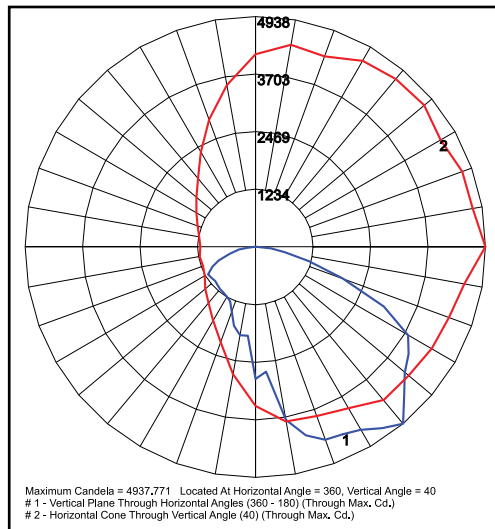 4938
3703
2469
1234
2
1
Maximum Candela = 4937.771 Located At Horizontal Angle = 360, Vertical Angle = 40
# 1 - Vertical Plane Through Horizontal Angles (360 - 180) (Through Max. Cd.)
# 2 - Horizontal Cone Through Vertical Angle (40) (Through Max. Cd.)